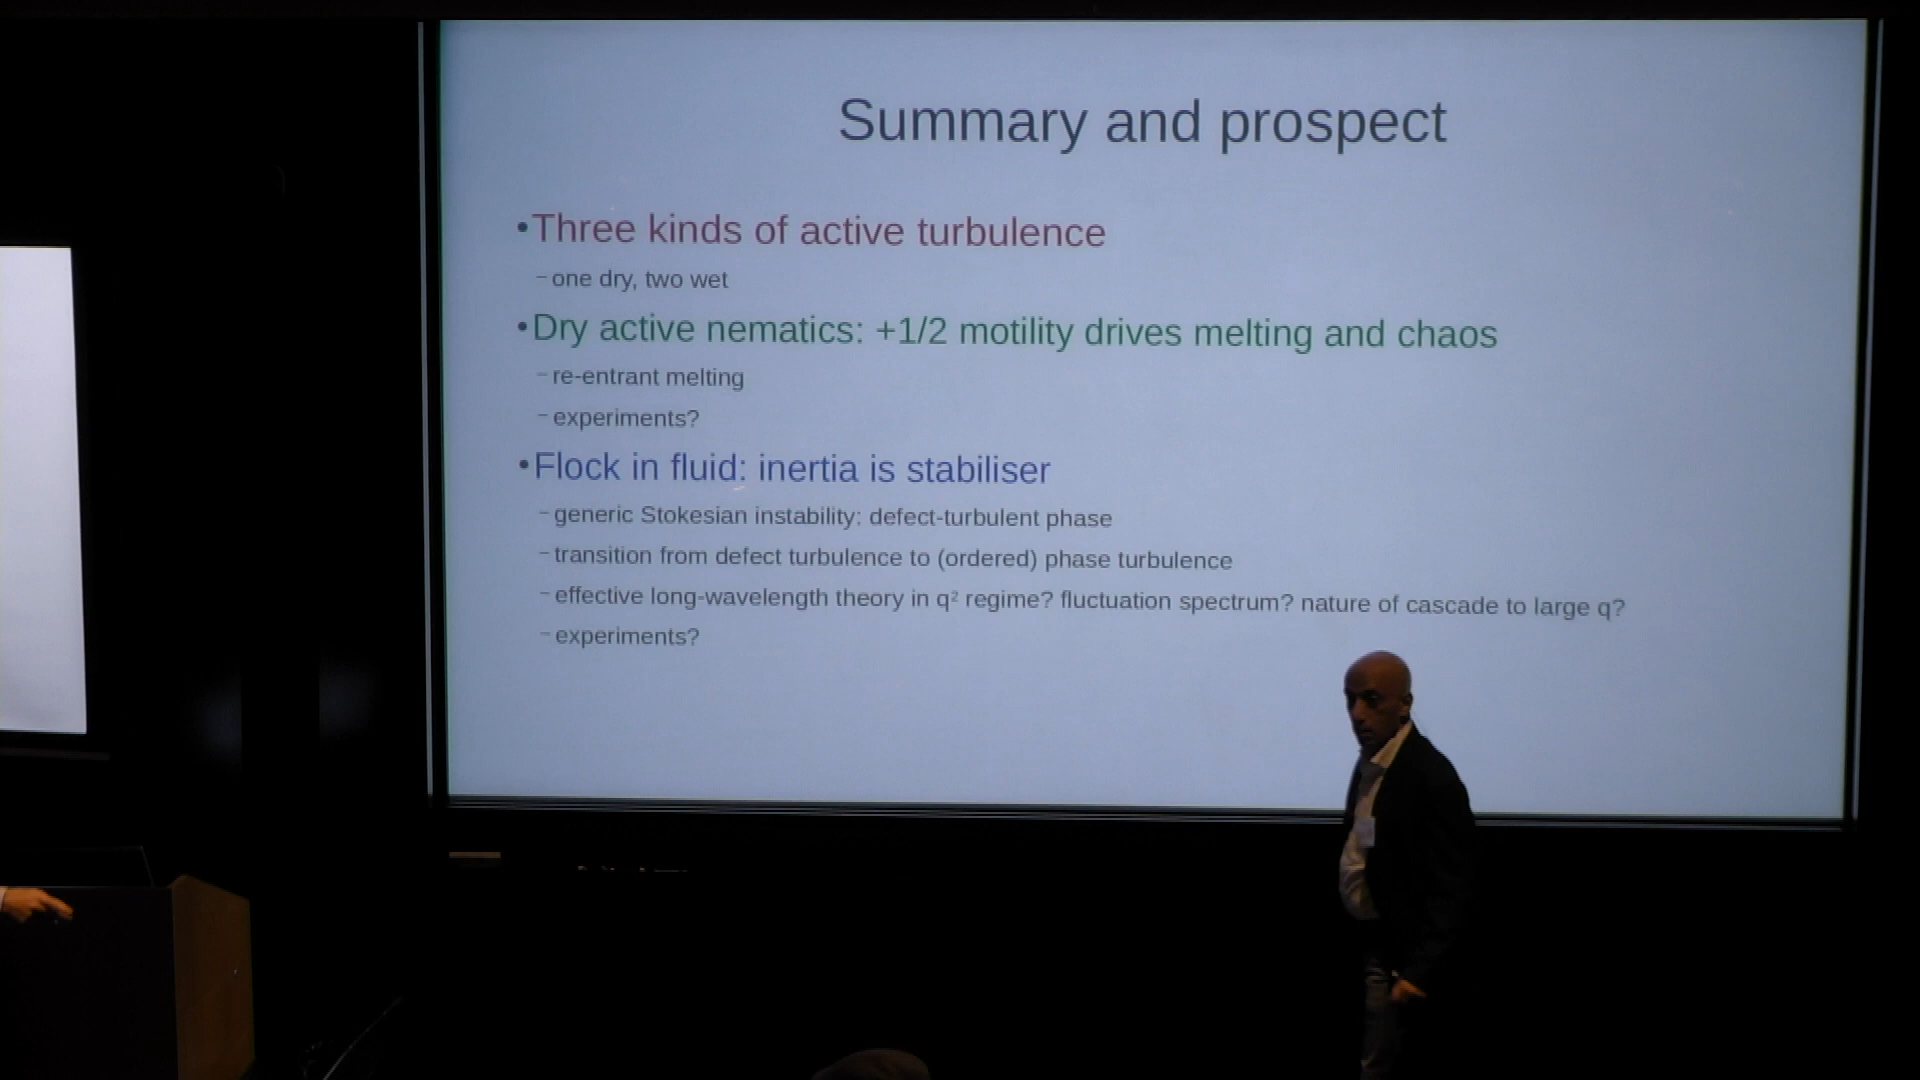 Summary and prospect
•Three kinds of active turbulence
–one dry, two wet
•Dry active nematics: +1/2 motility drives melting and chaos
–re-entrant melting
–experiments?
•Flock in fluid: inertia is stabiliser
–generic Stokesian instability: defect-turbulent phase
–transition from defect turbulence to (ordered) phase turbulence
–effective long-wavelength theory in q² regime? fluctuation spectrum? nature of cascade to large q?
–experiments?